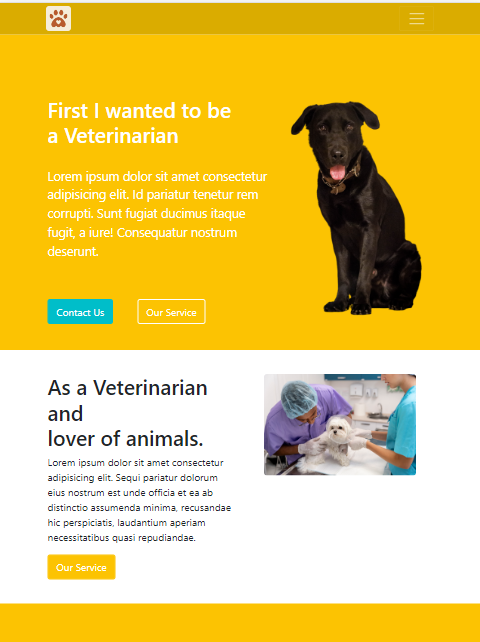 First I wanted to be
a Veterinarian
Lorem ipsum dolor sit amet consectetur
adipisicing elit. Id pariatur tenetur rem
corrupti. Sunt fugiat ducimus itaque
fugit, a iure! Consequatur nostrum
deserunt.
Contact Us
Our Service
As a Veterinarian
and
lover of animals.
Lorem ipsum dolor sit amet consectetur
adipisicing elit. Sequi pariatur dolorum
eius nostrum est unde officia et ea ab
distinctio assumenda minima, recusandae
hic perspiciatis, laudantium aperiam
necessitatibus quasi repudiandae.
Our Service